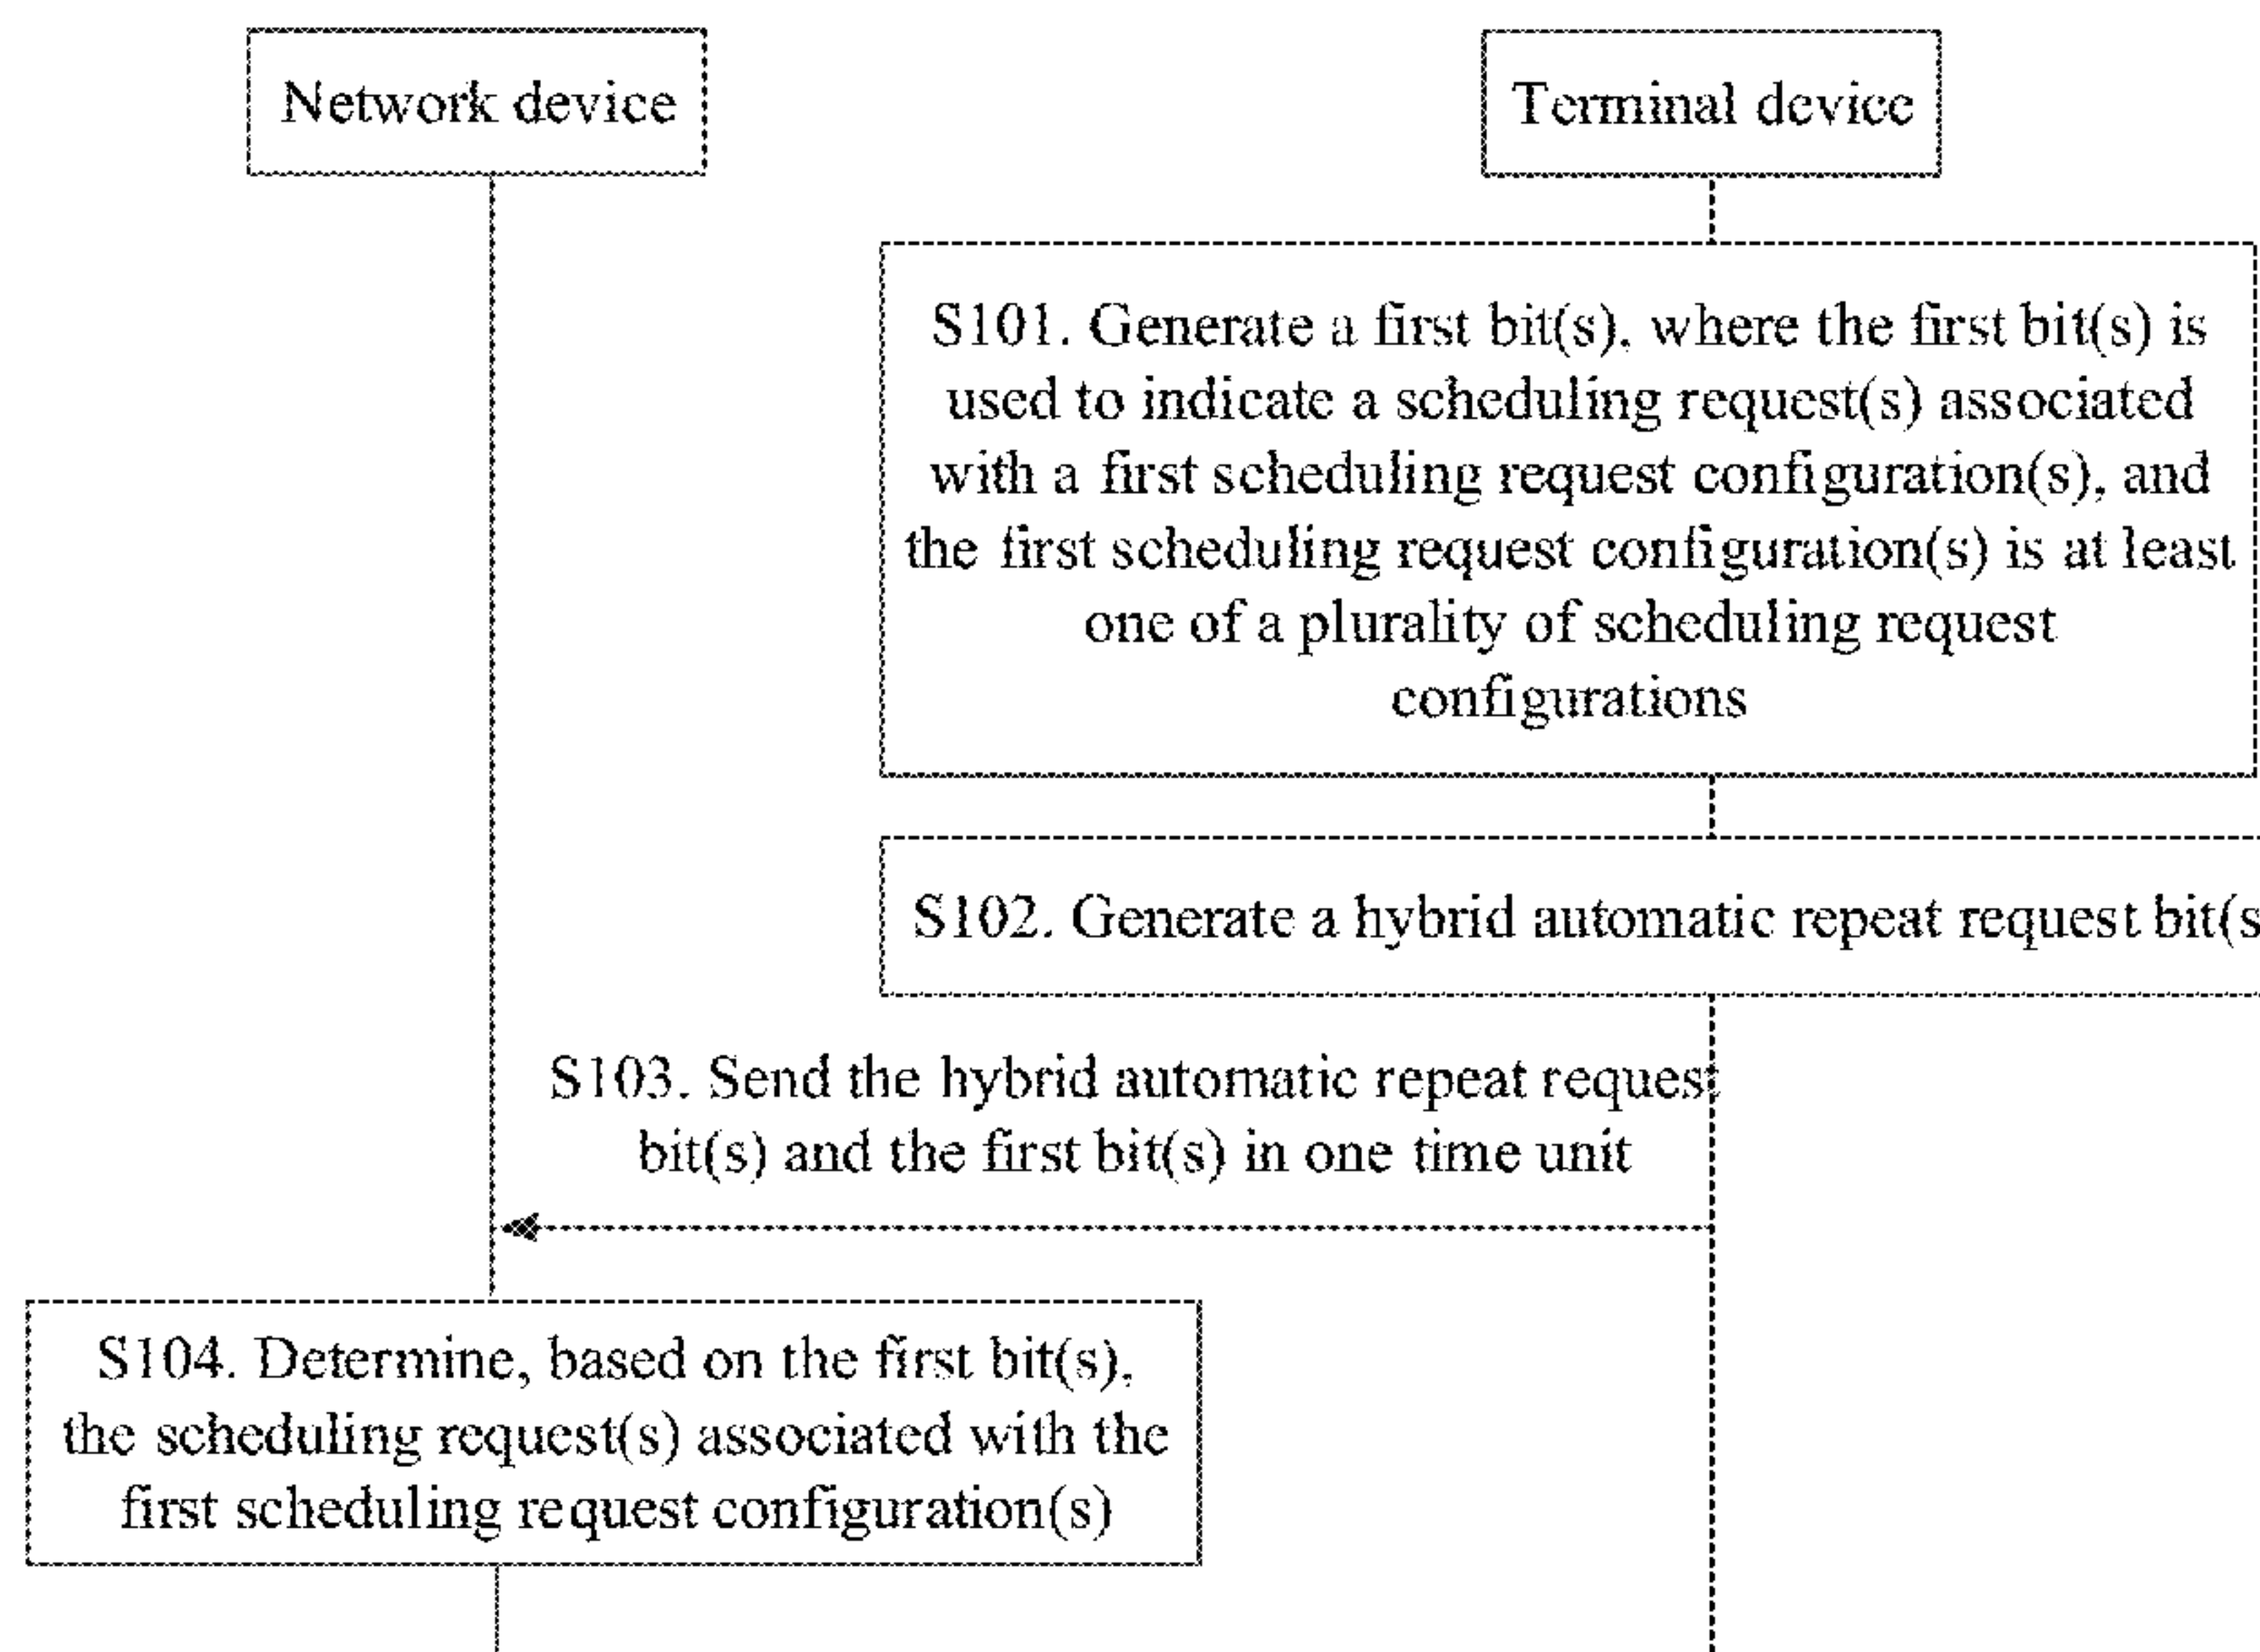 Network device
Terminal device
S101. Generate a first bit(s), where the first bit(s) is
used to indicate a scheduling request(s) associated
with a first scheduling request configuration(s), and
the first scheduling request configuration(s) is at least
one of a plurality of scheduling request
configurations
S102. Generate a hybrid automatic repeat request bit(s
S103. Send the hybrid automatic repeat request
bit(s) and the first bit(s) in one time unit
S104. Determine, based on the first bit(s),
the scheduling request(s) associated with the
first scheduling request configuration(s)